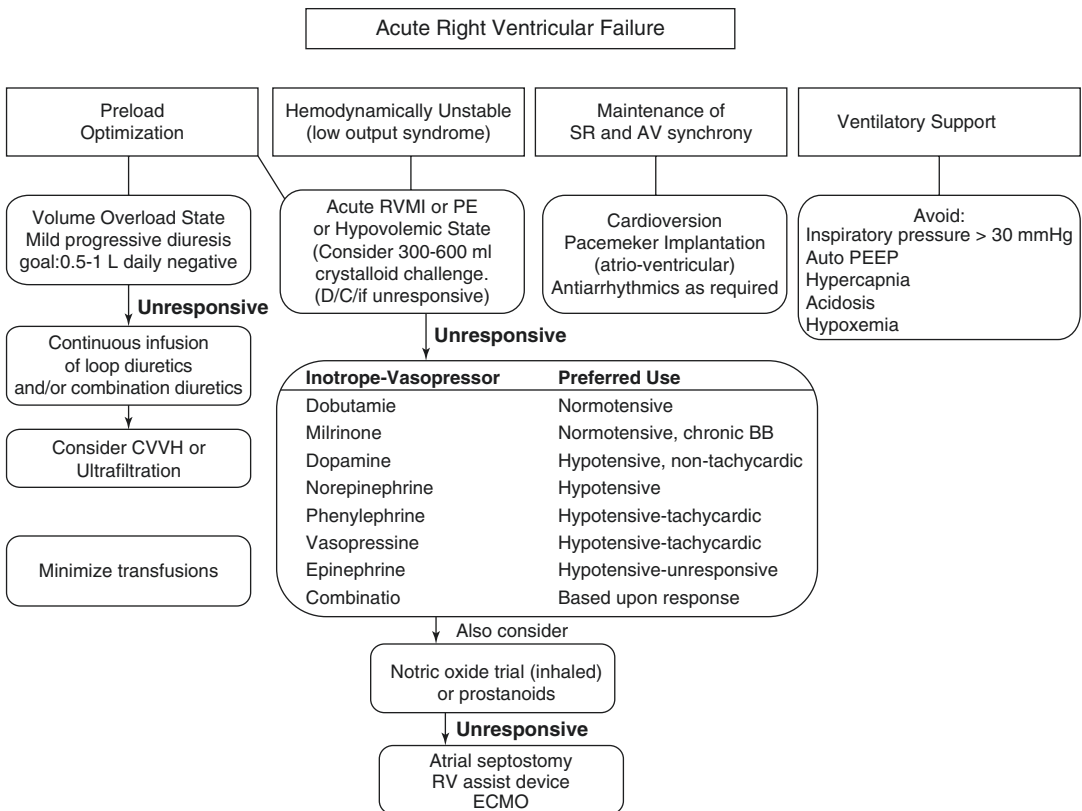 Acute Right Ventricular Failure
Preload
Optimization
Hemodynamically Unstable
(low output syndrome)
Maintenance of
SR and AV synchrony
Ventilatory Support
Volume Overload State
Mild progressive diuresis
goal:0.5-1 L daily negative
Unresponsive
Continuous infusion
of loop diuretics
and/or combination diuretics
Consider CVVH or
Ultrafiltration
Minimize transfusions
Acute RVMI or PE
or Hypovolemic State
(Consider 300-600 ml
crystalloid challenge.
(D/C/if unresponsive)
Unresponsive
Inotrope-Vasopressor Preferred Use
Dobutamie Normotensive
Milrinone Normotensive, chronic BB
Dopamine Hypotensive, non-tachycardic
Norepinephrine Hypotensive
Phenylephrine Hypotensive-tachycardic
Vasopressine Hypotensive-tachycardic
Epinephrine Hypotensive-unresponsive
Combinatio Based upon response
Also consider
Notric oxide trial (inhaled)
or prostanoids
Unresponsive
Atrial septostomy
RV assist device
ECMO
Cardioversion
Pacemeker Implantation
(atrio-ventricular)
Antiarrhythmics as required
Avoid:
Inspiratory pressure > 30 mmHg
Auto PEEP
Hypercapnia
Acidosis
Hypoxemia